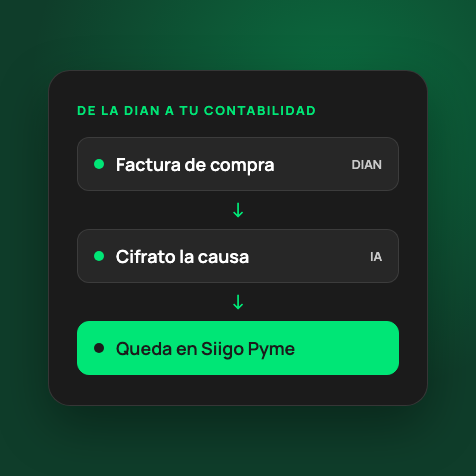 DE LA DIAN A TU CONTABILIDAD
Factura de compra DIAN
↓
Cifrato la causa IA
↓
Queda en Siigo Pyme